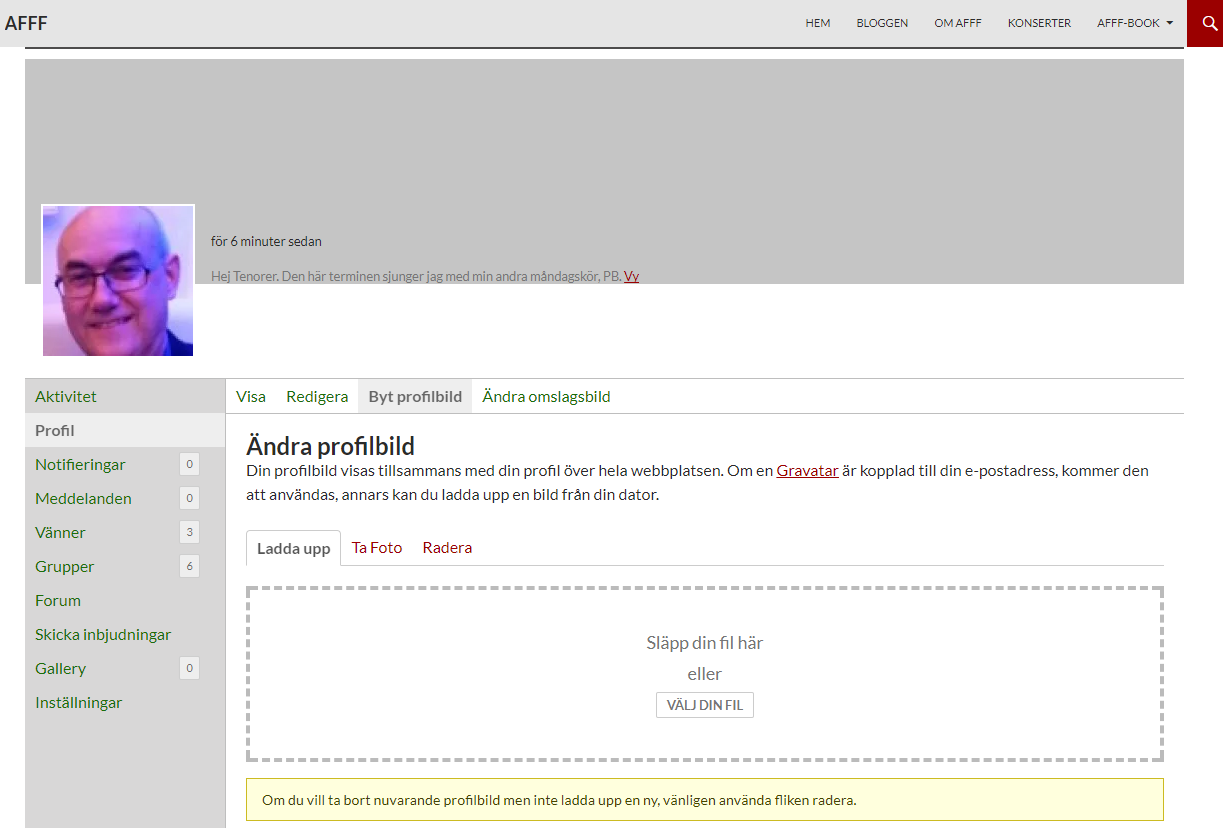 AFFF
HEM BLOGGEN OM AFFF KONSERTER AFFF-BOOK
för 6 minuter sedan
Hej Tenorer. Den här terminen sjunger jag med min andra måndagskör, PB. Vy
Aktivitet
Profil
Notifieringar 0
Meddelanden 0
Vänner 3
Grupper 6
Forum
Skicka inbjudningar
Gallery 0
Inställningar
Visa Redigera Byt profilbild Ändra omslagsbild
Ändra profilbild
Din profilbild visas tillsammans med din profil över hela webbplatsen. Om en Gravatar är kopplad till din e-postadress, kommer den
att användas, annars kan du ladda upp en bild från din dator.
Ladda upp Ta Foto Radera
Släpp din fil här
eller
VÄLJ DIN FIL
Om du vill ta bort nuvarande profilbild men inte ladda upp en ny, vänligen använda fliken radera.